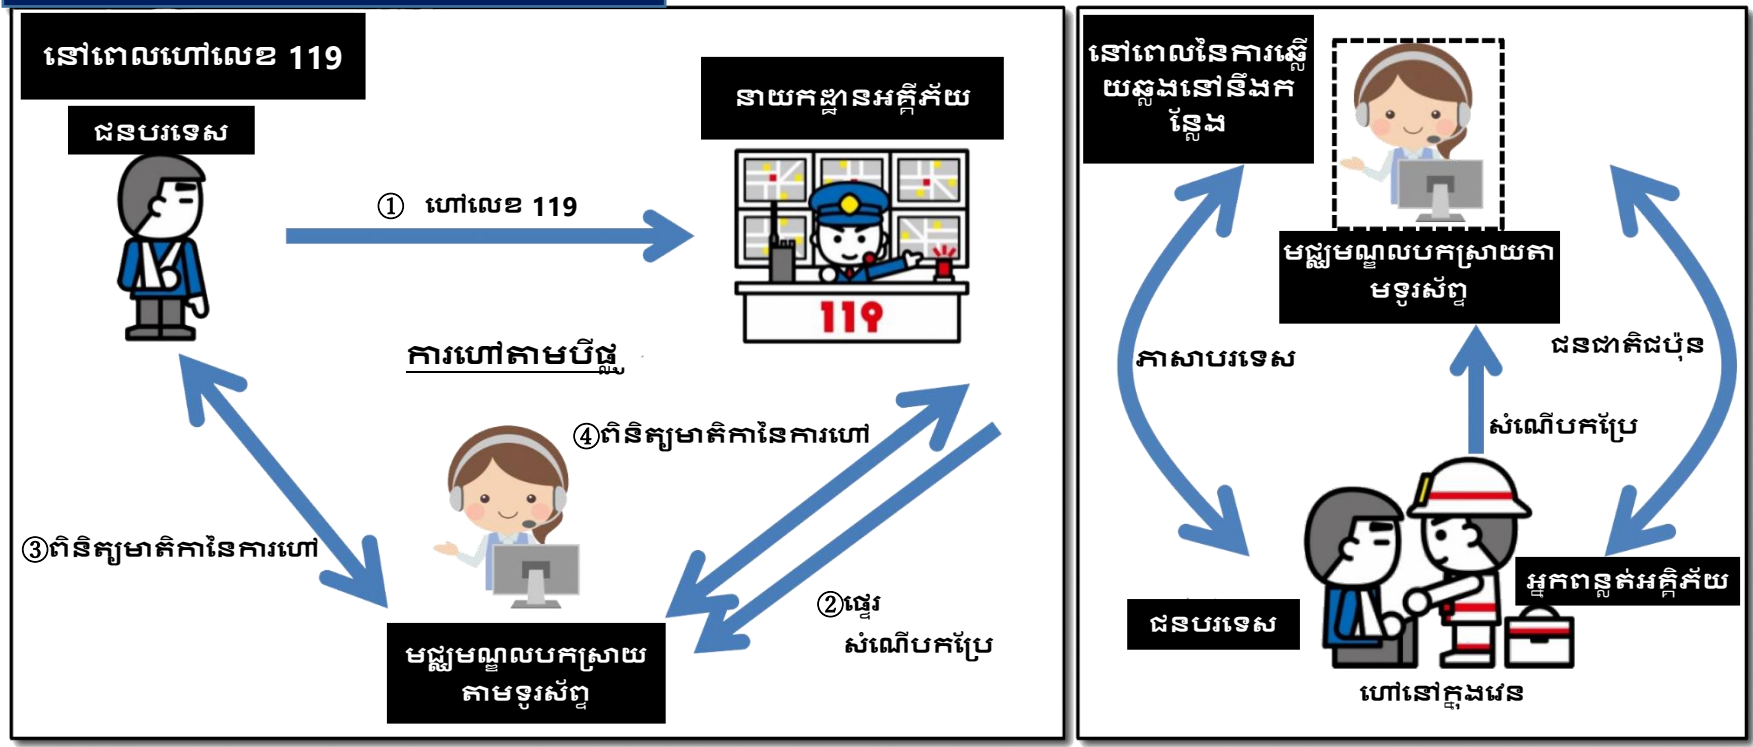 នៅពេលហៅលេខ 119
ជនបរទេស
នាយកដ្ឋានអគ្គីភ័យ
① ហៅលេខ 119
119
ការហៅតាមបីផ្លូ
④ពិនិត្យមាតិកានៃការហៅ
③ពិនិត្យមាតិកានៃការហៅ
②ផ្ទេរ
សំណើបកប្រែ
មជ្ឈមណ្ឌលបកស្រាយ
តាមទូរស័ព្ទ
នៅពេលនៃការឆ្លើ
យឆ្លងនៅនឹងក
ន្លែង
មជ្ឈមណ្ឌលបកស្រាយតា
មទូរស័ព្ទ
ភាសាបរទេស
ជនជាតិជប៉ុន
សំណើបកប្រែ
អ្នកពន្លត់អគ្គិភ័យ
ជនបរទេស
ហៅនៅក្នុងវេន